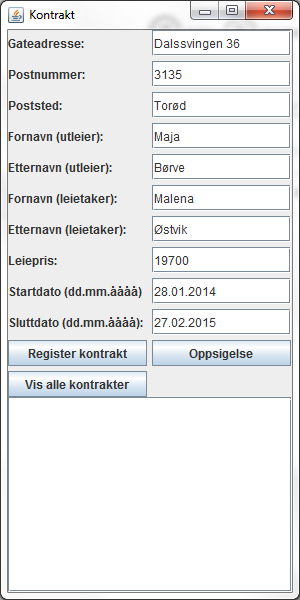 Kontrakt
Gateadresse: Dalssvingen 36
Postnummer: 3135
Poststed: Torød
Fornavn (utleier): Maja
Etternavn (utleier): Børve
Fornavn (leietaker): Malena
Etternavn (leietaker): Østvik
Leiepris: 19700
Startdato (dd.mm.åååå) 28.01.2014
Sluttdato (dd.mm.åååå): 27.02.2015
Register kontrakt Oppsigelse
Vis alle kontrakter